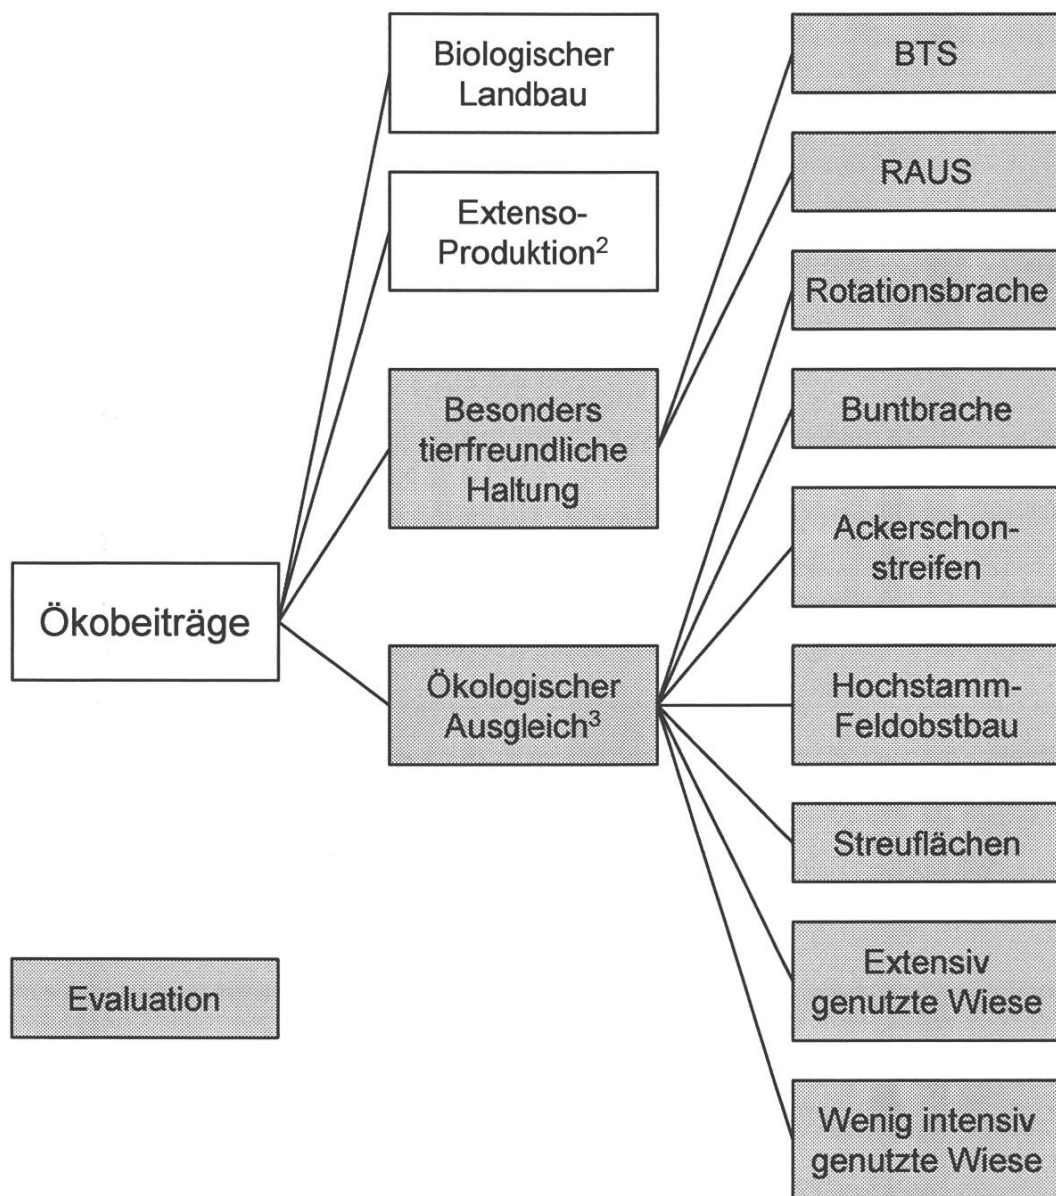 Biologischer
Landbau
Extenso-
Produktion²
Besonders
tierfreundliche
Haltung
Ökobeiträge
Ökologischer
Ausgleich³
Evaluation
BTS
RAUS
Rotationsbrache
Buntbrache
Ackerschon-
streifen
Hochstamm-
Feldobstbau
Streuflächen
Extensiv
genutzte Wiese
Wenig intensiv
genutzte Wiese